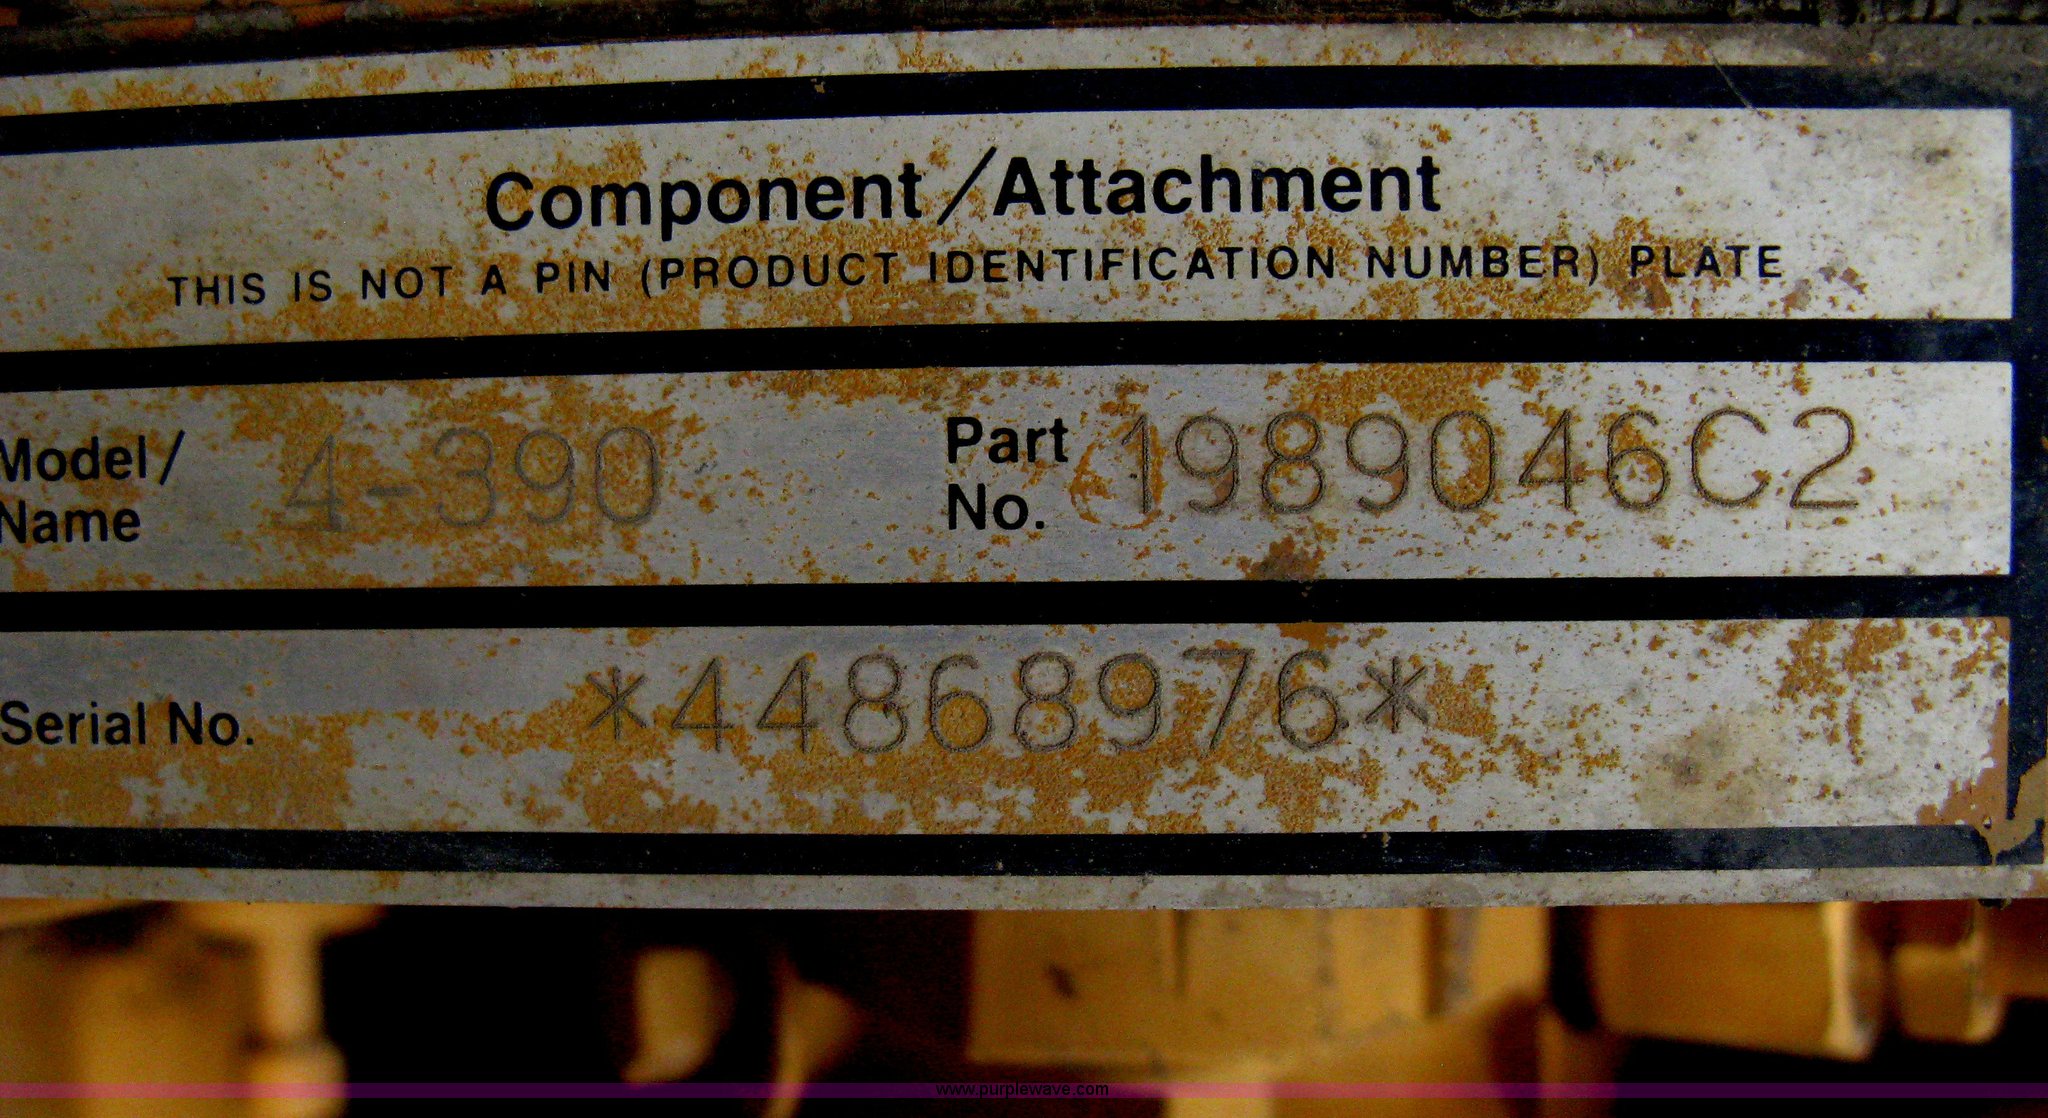 Component/Attachment
THIS IS NOT A PIN (PRODUCT IDENTIFICATION NUMBER) PLATE
Model/ Name 4-390 Part No. 1989046C2
Serial No. *44868976*
www.purplewave.com